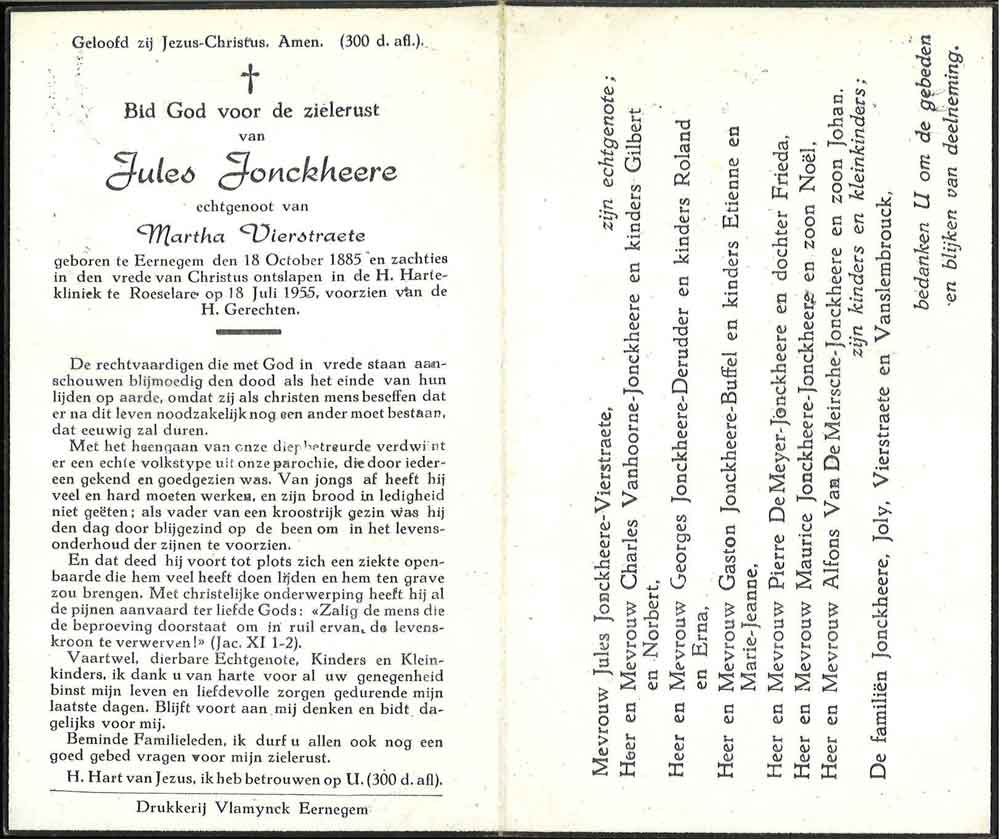 Geloofd zij Jezus-Christus, Amen. (300 d. afl.).
Bid God voor de zielerust
van
Jules Jonckheere
echtgenoot van
Martha Vierstraete
geboren te Eernegem den 18 October 1885 en zachties
in den vrede van Christus ontslapen in de H. Harte-
kliniek te Roeselare op 18 Juli 1955, voorzien van de
H. Gerechten.
De rechtvaardigen die met God in vrede staan aan-
schouwen blijmoedig den dood als het einde van hun
lijden op aarde, omdat zij als christen mens beseffen dat
er na dit leven noodzakelijk nog een ander moet bestaan,
dat eeuwig zal duren.
Met het heengaan van onze diepbetreurde verdwijnt
er een echte volkstype uit onze parochie, die door ieder-
een gekend en goedgezien was. Van jongs af heeft hij
veel en hard moeten werken, en zijn brood in ledigheid
niet geëten; als vader van een kroostrijk gezin was hij
den dag door blijgezind op de been om in het levens-
onderhoud der zijnen te voorzien.
En dat deed hij voort tot plots zich een ziekte open-
baarde die hem veel heeft doen lijden en hem ten grave
zou brengen. Met christelijke onderwerping heeft hij al
de pijnen aanvaard ter liefde Gods: «Zalig de mens die
de beproeving doorstaat om in ruil ervan, de levens-
kroon te verwerven!» (Jac. XI 1-2).
Vaartwel, dierbare Echtgenote, Kinders en Klein-
kinders, ik dank u van harte voor al uw genegenheid
binst mijn leven en liefdevolle zorgen gedurende mijn
laatste dagen. Blijft voort aan mij denken en bidt da-
gelijks voor mij.
Beminde Familieleden, ik durf u allen ook nog een
goed gebed vragen voor mijn zielerust.
H. Hart van Jezus, ik heb betrouwen op U. (300 d. afl).
Drukkerij Vlamynck Eernegem
Mevrouw Jules Jonckheere-Vierstraete, zijn echtgenote;
Heer en Mevrouw Charles Vanhoorne-Jonckheere en kinders Gilbert
en Norbert,
Heer en Mevrouw Georges Jonckheere-Derudder en kinders Roland
en Erna,
Heer en Mevrouw Gaston Jonckheere-Buffel en kinders Etienne en
Marie-Jeanne,
Heer en Mevrouw Pierre De Meyer-Jonckheere en dochter Frieda,
Heer en Mevrouw Maurice Jonckheere-Jonckheere en zoon Noël,
Heer en Mevrouw Alfons Van De Meirsche-Jonckheere en zoon Johan.
zijn kinders en kleinkinders;
De familiën Jonckheere, Joly, Vierstraete en Vanslembrouck,
bedanken U om de gebeden
en blijken van deelneming.